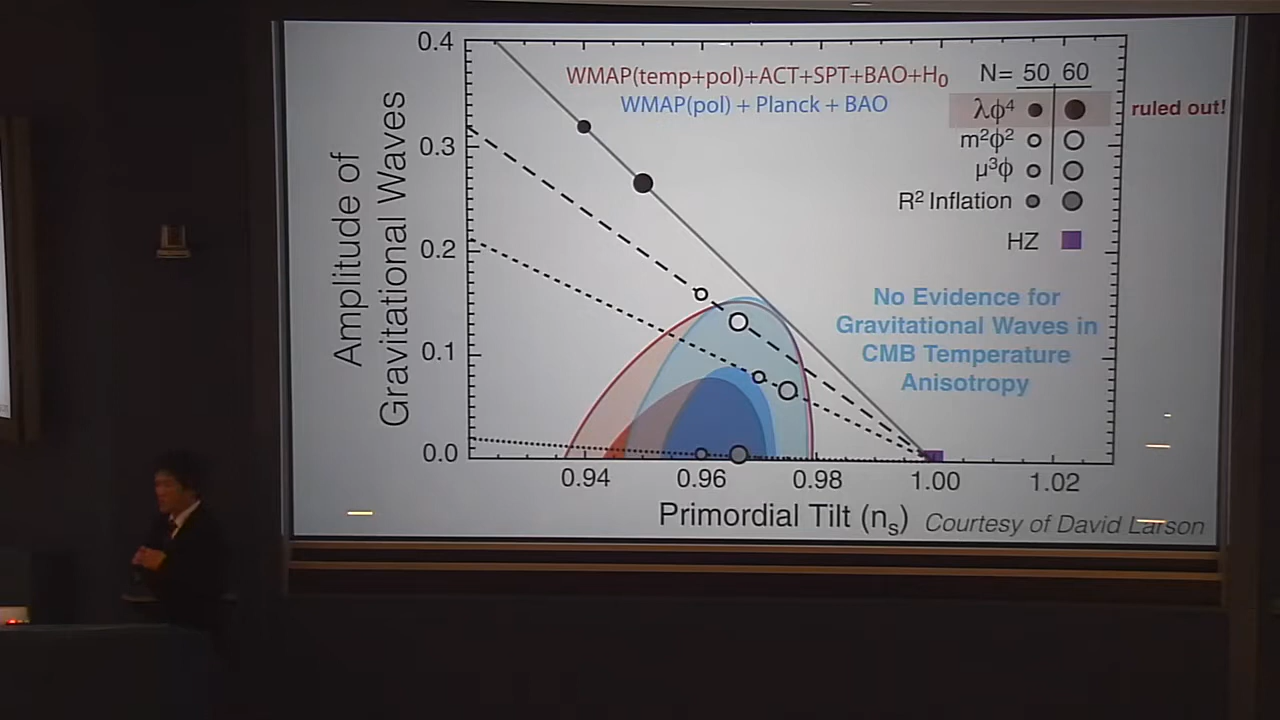 0.4
0.3
0.2
0.1
0.0
Amplitude of
Gravitational Waves
WMAP(temp+pol)+ACT+SPT+BAO+H₀
WMAP(pol) + Planck + BAO
N= 50 60
λϕ⁴
ruled out!
m²ϕ²
μ³ϕ
R² Inflation
HZ
No Evidence for
Gravitational Waves in
CMB Temperature
Anisotropy
0.94 0.96 0.98 1.00 1.02
Primordial Tilt (nₛ)
Courtesy of David Larson